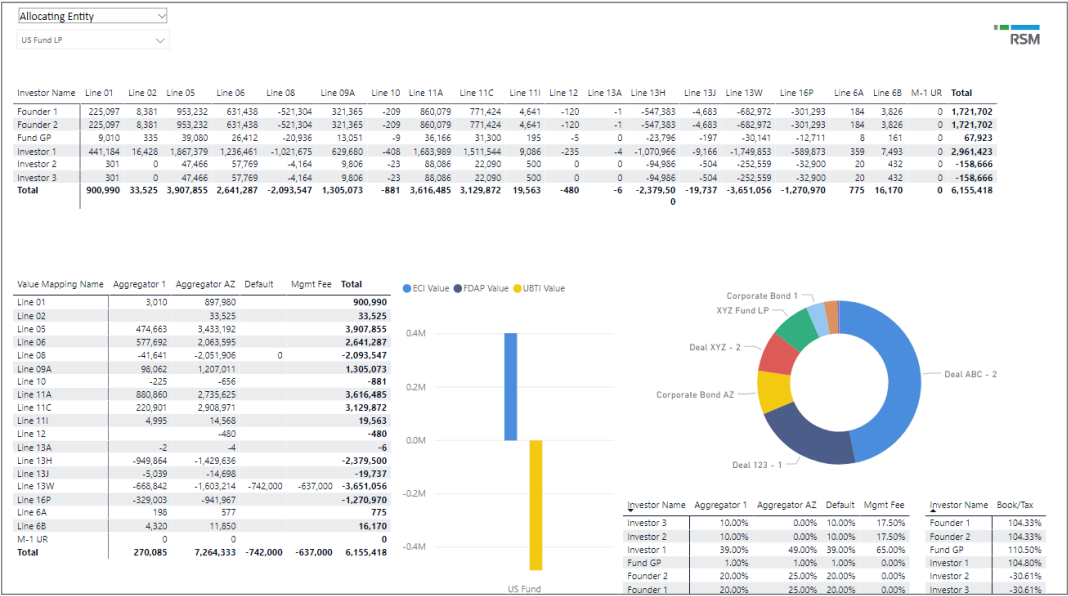 Allocating Entity
US Fund LP
RSM
Investor Name Line 01 Line 02 Line 05 Line 06 Line 08 Line 09A Line 10 Line 11A Line 11C Line 11I Line 12 Line 13A Line 13H Line 13J Line 13W Line 16P Line 6A Line 6B M-1 UR Total
Founder 1 225,097 8,381 953,232 631,438 -521,304 321,365 -209 860,079 771,424 4,641 -120 -1 -547,383 -4,683 -682,972 -301,293 184 3,826 0 1,721,702
Founder 2 225,097 8,381 953,232 631,438 -521,304 321,365 -209 860,079 771,424 4,641 -120 -1 -547,383 -4,683 -682,972 -301,293 184 3,826 0 1,721,702
Fund GP 9,010 335 39,080 26,412 -20,936 13,051 -9 36,166 31,300 195 -5 0 -23,796 -197 -30,141 -12,711 8 161 0 67,923
Investor 1 441,184 16,428 1,867,379 1,236,461 -1,021,675 629,680 -408 1,683,989 1,511,544 9,086 -235 -4 -1,070,966 -9,166 -1,749,853 -589,873 359 7,493 0 2,961,423
Investor 2 301 0 47,466 57,769 -4,164 9,806 -23 88,086 22,090 500 0 0 -94,986 -504 -252,559 -32,900 20 432 0 -158,666
Investor 3 301 0 47,466 57,769 -4,164 9,806 -23 88,086 22,090 500 0 0 -94,986 -504 -252,559 -32,900 20 432 0 -158,666
Total 900,990 33,525 3,907,855 2,641,287 -2,093,547 1,305,073 -881 3,616,485 3,129,872 19,563 -480 -6 -2,379,50 -19,737 -3,651,056 -1,270,970 775 16,170 0 6,155,418
0
Value Mapping Name Aggregator 1 Aggregator AZ Default Mgmt Fee Total
Line 01 3,010 897,980 900,990
Line 02 33,525 33,525
Line 05 474,663 3,433,192 3,907,855
Line 06 577,692 2,063,595 2,641,287
Line 08 -41,641 -2,051,906 0 -2,093,547
Line 09A 98,062 1,207,011 1,305,073
Line 10 -225 -656 -881
Line 11A 880,860 2,735,625 3,616,485
Line 11C 220,901 2,908,971 3,129,872
Line 11I 4,995 14,568 19,563
Line 12 -480 -480
Line 13A -2 -4 -6
Line 13H -949,864 -1,429,636 -2,379,500
Line 13J -5,039 -14,698 -19,737
Line 13W -668,842 -1,603,214 -742,000 -637,000 -3,651,056
Line 16P -329,003 -941,967 -1,270,970
Line 6A 198 577 775
Line 6B 4,320 11,850 16,170
M-1 UR 0 0 0
Total 270,085 7,264,333 -742,000 -637,000 6,155,418
ECI Value FDAP Value UBTI Value
0.4M
0.2M
0.0M
-0.2M
-0.4M
US Fund
Corporate Bond 1
XYZ Fund LP
Deal XYZ - 2
Deal ABC - 2
Corporate Bond AZ
Deal 123 - 1
Investor Name Aggregator 1 Aggregator AZ Default Mgmt Fee
Investor 3 10.00% 0.00% 10.00% 17.50%
Investor 2 10.00% 0.00% 10.00% 17.50%
Investor 1 39.00% 49.00% 39.00% 65.00%
Fund GP 1.00% 1.00% 1.00% 0.00%
Founder 2 20.00% 25.00% 20.00% 0.00%
Founder 1 20.00% 25.00% 20.00% 0.00%
Investor Name Book/Tax
Founder 1 104.33%
Founder 2 104.33%
Fund GP 110.50%
Investor 1 104.80%
Investor 2 -30.61%
Investor 3 -30.61%